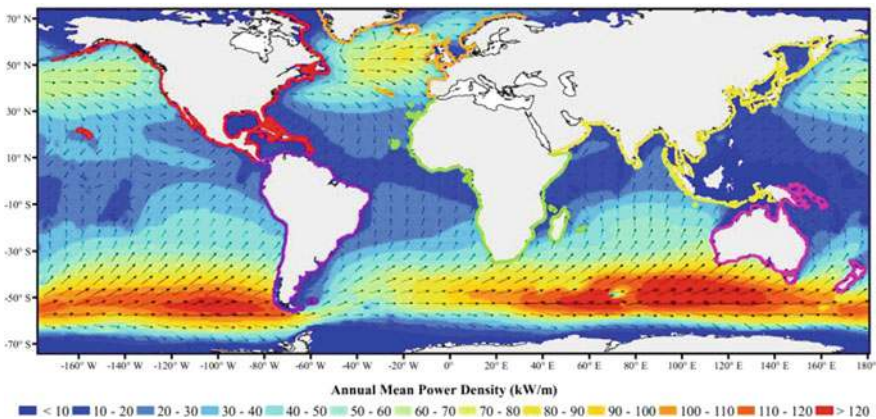 70° N
50° N
30° N
10° N
-10° S
-30° S
-50° S
-70° S
-160° W -140° W -120° W -100° W -80° W -60° W -40° W -20° W 0° E 20° E 40° E 60° E 80° E 100° E 120° E 140° E 160° E 180° E
Annual Mean Power Density (kW/m)
< 10 10 - 20 20 - 30 30 - 40 40 - 50 50 - 60 60 - 70 70 - 80 80 - 90 90 - 100 100 - 110 110 - 120 > 120